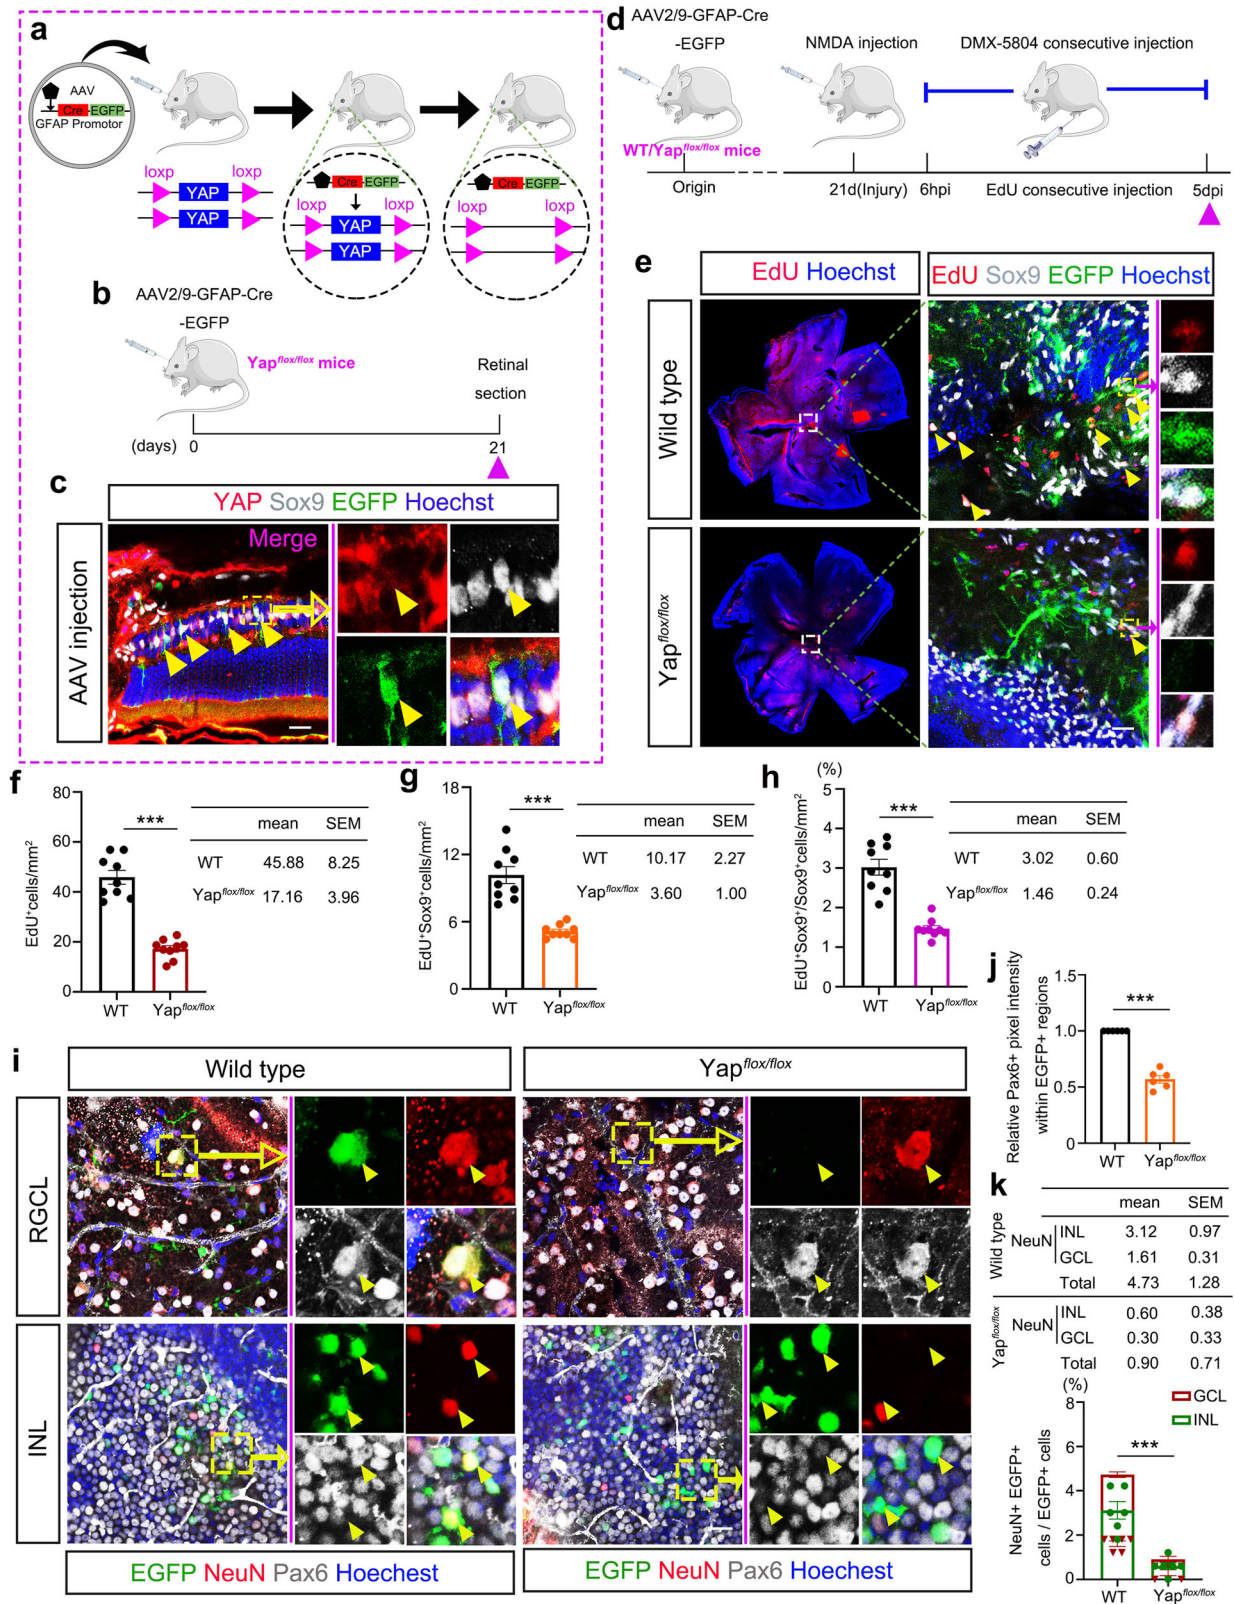 a
AAV
Cre EGFP
GFAP Promotor
loxp loxp
YAP
YAP
Cre EGFP
loxp loxp
YAP
YAP
Cre EGFP
loxp loxp
b
AAV2/9-GFAP-Cre
-EGFP
Yapflox/flox mice
Retinal
section
(days) 0 21
c
YAP Sox9 EGFP Hoechst
AAV injection
Merge
d
AAV2/9-GFAP-Cre
-EGFP
NMDA injection
DMX-5804 consecutive injection
WT/Yapflox/flox mice
Origin
21d(Injury)
6hpi
EdU consecutive injection
5dpi
e
EdU Hoechst
EdU Sox9 EGFP Hoechst
Wild type
Yapflox/flox
f
EdU+cells/mm2
80
60
40
20
0
***
WT Yapflox/flox
mean SEM
WT 45.88 8.25
Yapflox/flox 17.16 3.96
g
EdU+Sox9+cells/mm2
18
12
6
0
***
WT Yapflox/flox
mean SEM
WT 10.17 2.27
Yapflox/flox 3.60 1.00
h
(%)
EdU+Sox9+/Sox9+cells/mm2
5
4
3
2
1
0
***
WT Yapflox/flox
mean SEM
WT 3.02 0.60
Yapflox/flox 1.46 0.24
i
Wild type
Yapflox/flox
RGCL
INL
EGFP NeuN Pax6 Hoechest
EGFP NeuN Pax6 Hoechest
j
Relative Pax6+ pixel intensity
within EGFP+ regions
1.5
1.0
0.5
0
***
WT Yapflox/flox
k
mean SEM
Wild type
NeuN
INL 3.12 0.97
GCL 1.61 0.31
Total 4.73 1.28
Yapflox/flox
NeuN
INL 0.60 0.38
GCL 0.30 0.33
Total 0.90 0.71
(%)
GCL
INL
NeuN+ EGFP+
cells / EGFP+ cells
8
6
4
2
0
***
WT Yapflox/flox